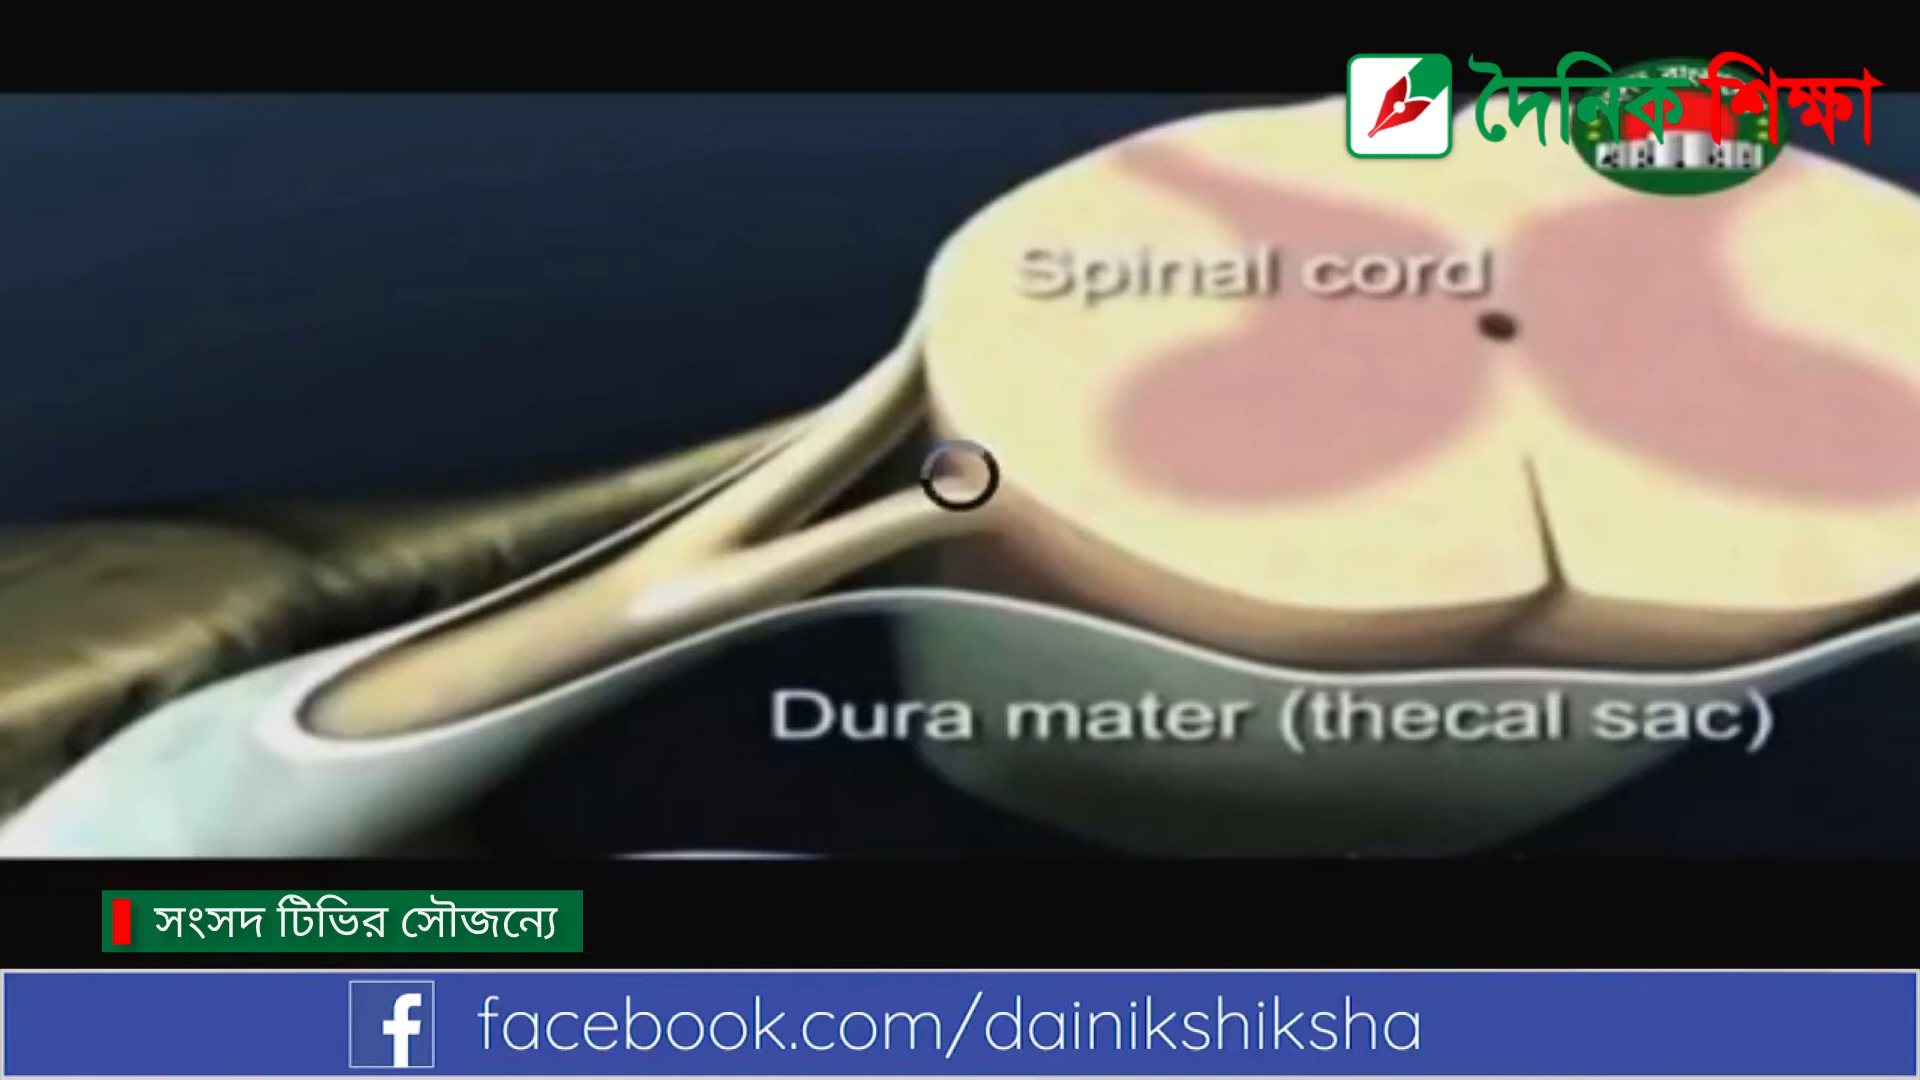 দৈনিক শিক্ষা
Spinal cord
Dura mater (thecal sac)
সংসদ টিভির সৌজন্যে
facebook.com/dainikshiksha